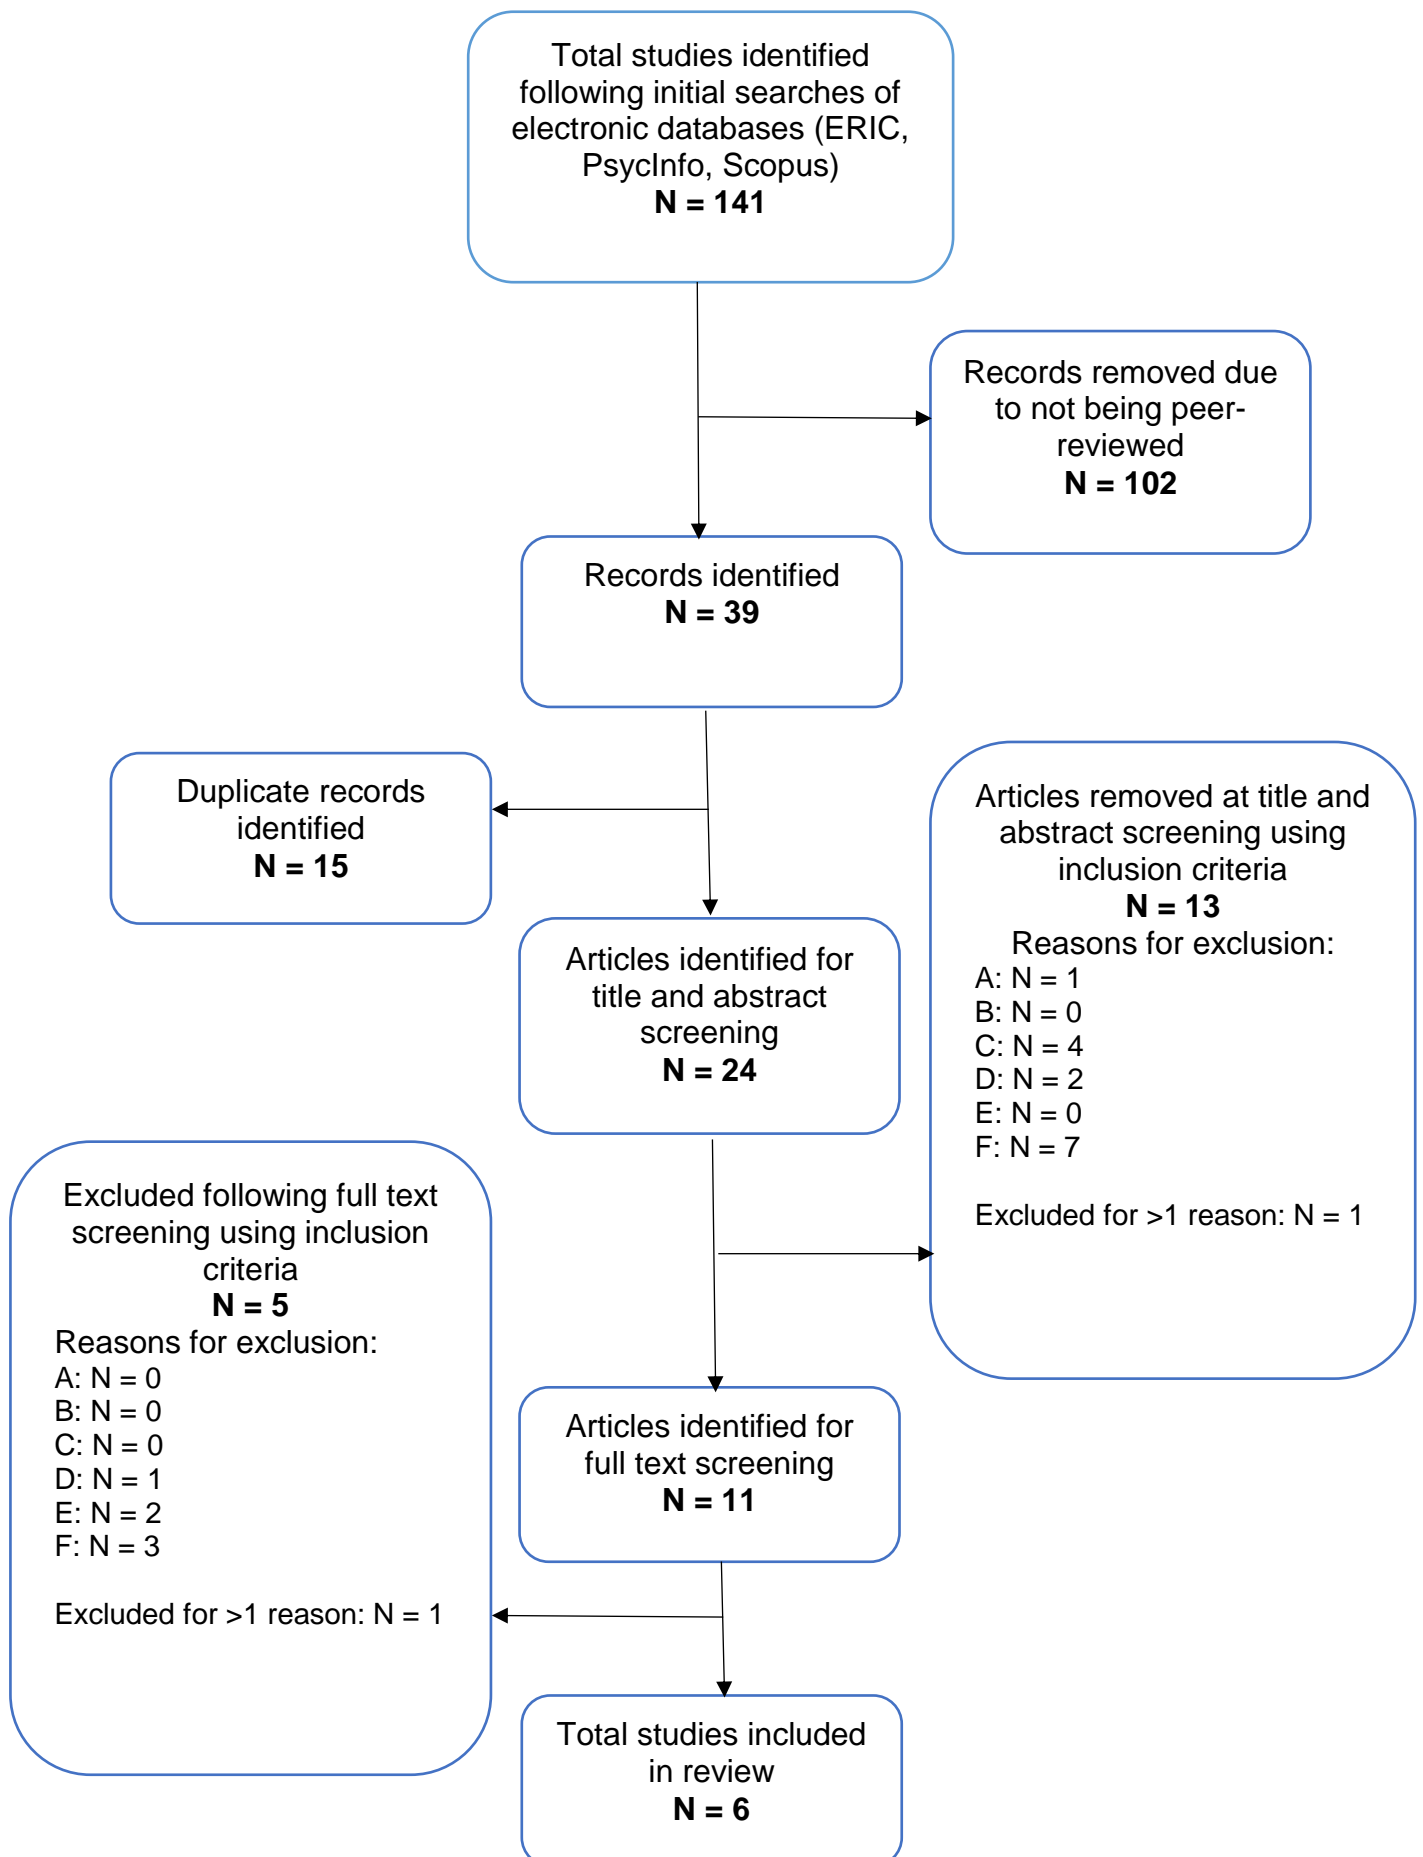 Total studies identified
following initial searches of
electronic databases (ERIC,
PsycInfo, Scopus)
N = 141
Records removed due
to not being peer-
reviewed
N = 102
Records identified
N = 39
Duplicate records
identified
N = 15
Articles removed at title and
abstract screening using
inclusion criteria
N = 13
Reasons for exclusion:
A: N = 1
B: N = 0
C: N = 4
D: N = 2
E: N = 0
F: N = 7
Excluded for >1 reason: N = 1
Articles identified for
title and abstract
screening
N = 24
Excluded following full text
screening using inclusion
criteria
N = 5
Reasons for exclusion:
A: N = 0
B: N = 0
C: N = 0
D: N = 1
E: N = 2
F: N = 3
Excluded for >1 reason: N = 1
Articles identified for
full text screening
N = 11
Total studies included
in review
N = 6